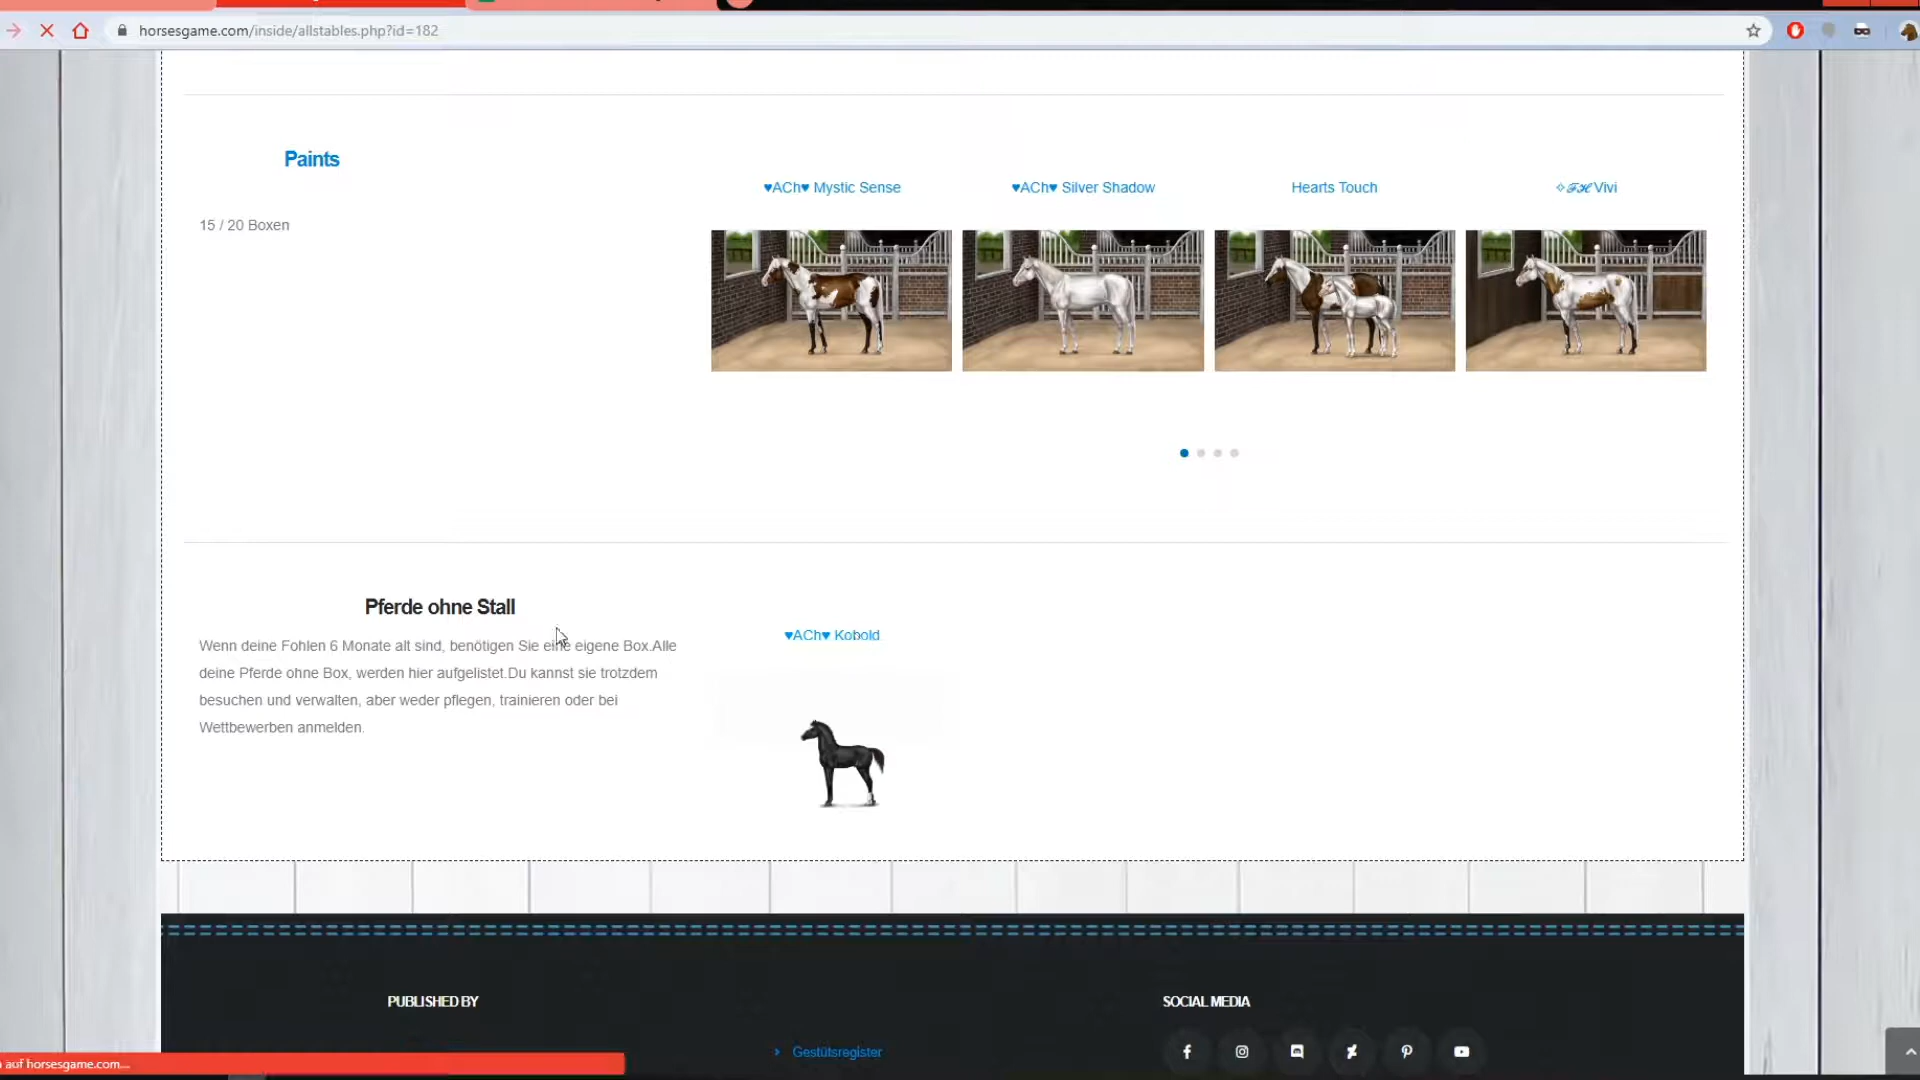 horsesgame.com/inside/allstables.php?id=182
Paints
15 / 20 Boxen
♥ACh♥ Mystic Sense
♥ACh♥ Silver Shadow
Hearts Touch
✧𝓕𝓗 Vivi
Pferde ohne Stall
Wenn deine Fohlen 6 Monate alt sind, benötigen Sie eine eigene Box.Alle
deine Pferde ohne Box, werden hier aufgelistet.Du kannst sie trotzdem
besuchen und verwalten, aber weder pflegen, trainieren oder bei
Wettbewerben anmelden.
♥ACh♥ Kobold
PUBLISHED BY
Gestütsregister
SOCIAL MEDIA
auf horsesgame.com...